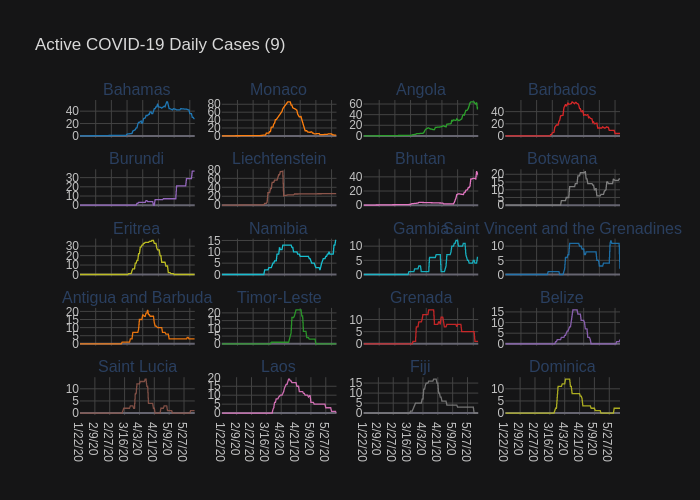 Active COVID-19 Daily Cases (9)
Bahamas Monaco Angola Barbados
40 20 0
80 60 40 20 0
60 40 20 0
40 20 0
Burundi Liechtenstein Bhutan Botswana
30 20 10 0
80 60 40 20 0
40 20 0
20 15 10 5 0
Eritrea Namibia Gambia Saint Vincent and the Grenadines
30 20 10 0
15 10 5 0
10 5 0
10 5 0
Antigua and Barbuda Timor-Leste Grenada Belize
20 15 10 5 0
20 10 0
10 5 0
15 10 5 0
Saint Lucia Laos Fiji Dominica
10 5 0
20 15 10 5 0
15 10 5 0
10 5 0
1/22/20 2/9/20 2/27/20 3/16/20 4/3/20 4/21/20 5/9/20 5/27/20
1/22/20 2/9/20 2/27/20 3/16/20 4/3/20 4/21/20 5/9/20 5/27/20
1/22/20 2/9/20 2/27/20 3/16/20 4/3/20 4/21/20 5/9/20 5/27/20
1/22/20 2/9/20 2/27/20 3/16/20 4/3/20 4/21/20 5/9/20 5/27/20